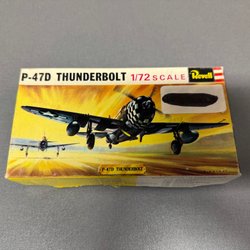 P-47D THUNDERBOLT 1/72 SCALE
Revell
P-47D THUNDERBOLT